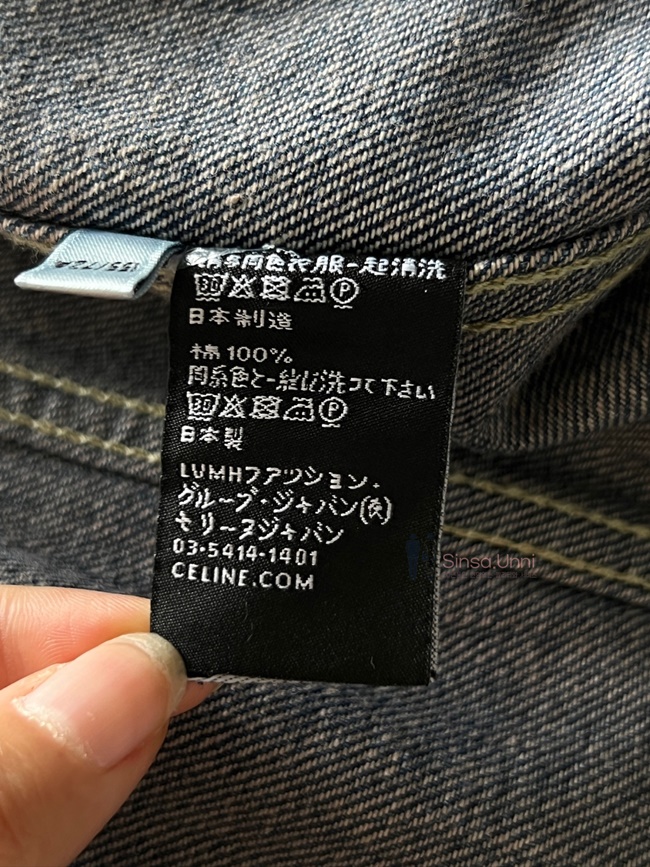 同色衣服一起清洗
30 P
日本制造
棉 100%
同系色と一緒に洗って下さい
30 P
日本製
LVMHファッション・
グループ・ジャパン(株)
セリーヌジャパン
03-5414-1401
CELINE.COM
Sinsa.Unni